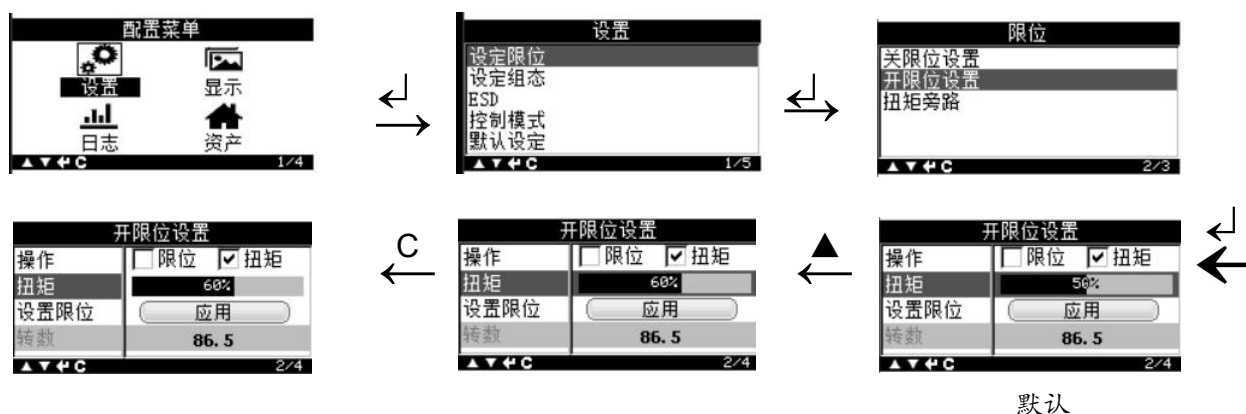 配置菜单
设置 显示
日志 资产
▲▼↵C 1/4
↵
设置
设定限位
设定组态
ESD
控制模式
默认设定
▲▼↵C 1/5
↵
限位
关限位设置
开限位设置
扭矩旁路
▲▼↵C 2/3
开限位设置
操作 限位 扭矩
扭矩 60%
设置限位 应用
转数 86.5
▲▼↵C 2/4
C
开限位设置
操作 限位 扭矩
扭矩 60%
设置限位 应用
转数 86.5
▲▼↵C 2/4
▲
开限位设置
操作 限位 扭矩
扭矩 50%
设置限位 应用
转数 86.5
▲▼↵C 2/4
↵
默认